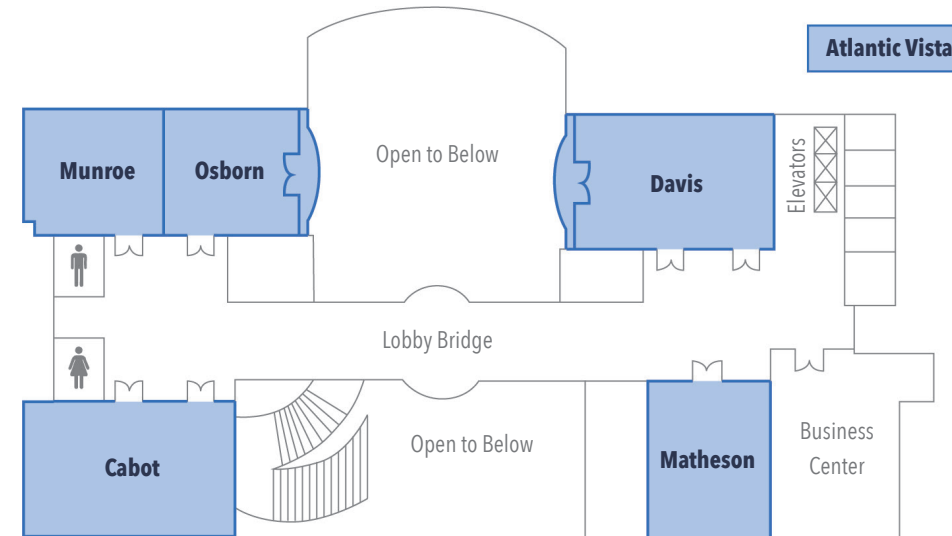 Atlantic Vista
Munroe
Osborn
Open to Below
Davis
Elevators
Lobby Bridge
Cabot
Open to Below
Matheson
Business
Center